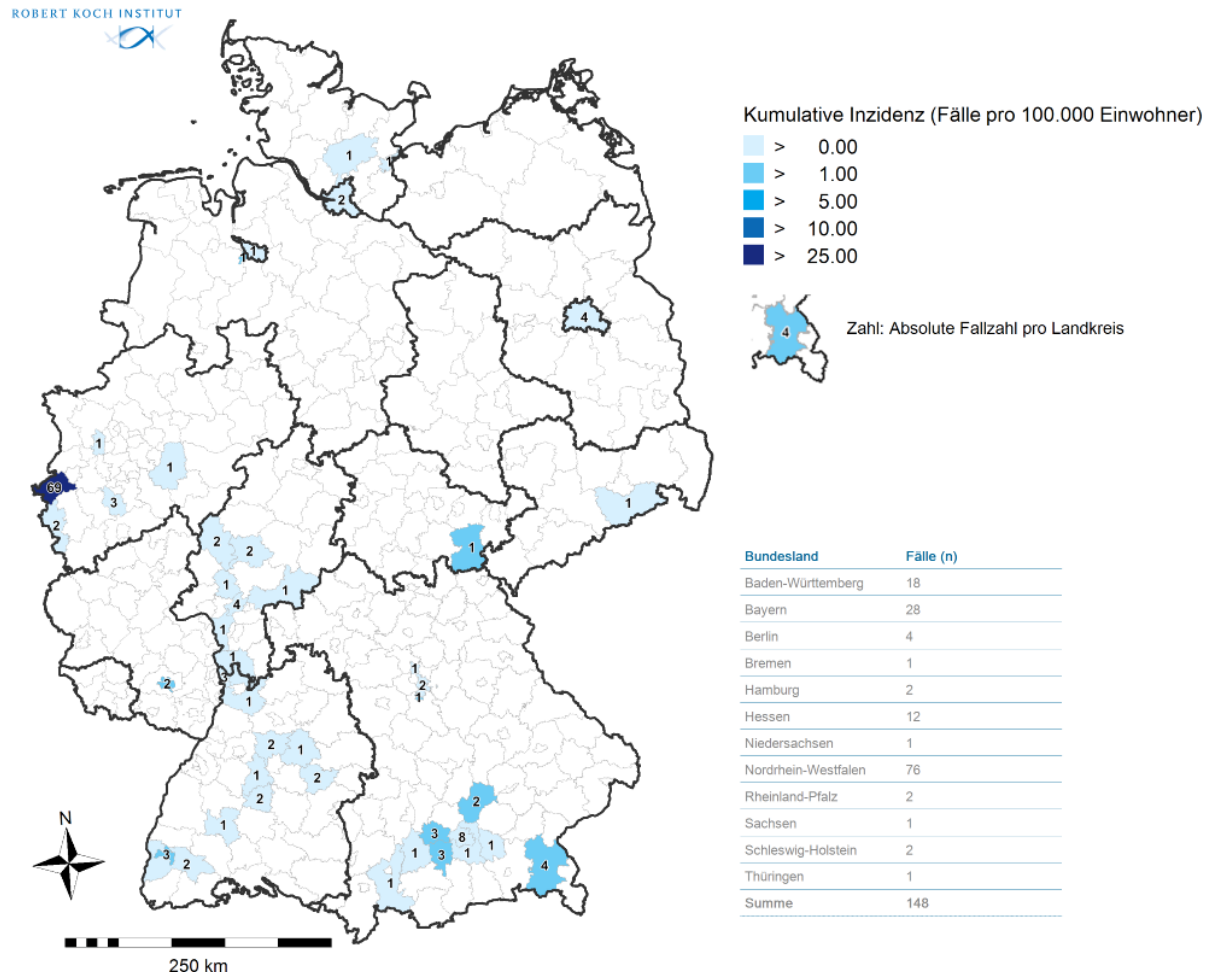 ROBERT KOCH INSTITUT
Kumulative Inzidenz (Fälle pro 100.000 Einwohner)
> 0.00
> 1.00
> 5.00
> 10.00
> 25.00
4
Zahl: Absolute Fallzahl pro Landkreis
1
1
2
1
1
4
1
1
69
3
2
1
2
2
1
1
1
4
1
1
2
3
1
1
2
1
2
1
1
2
2
1
3
2
2
3
8
1
3
1
1
4
1
N
250 km
Bundesland Fälle (n)
Baden-Württemberg 18
Bayern 28
Berlin 4
Bremen 1
Hamburg 2
Hessen 12
Niedersachsen 1
Nordrhein-Westfalen 76
Rheinland-Pfalz 2
Sachsen 1
Schleswig-Holstein 2
Thüringen 1
Summe 148